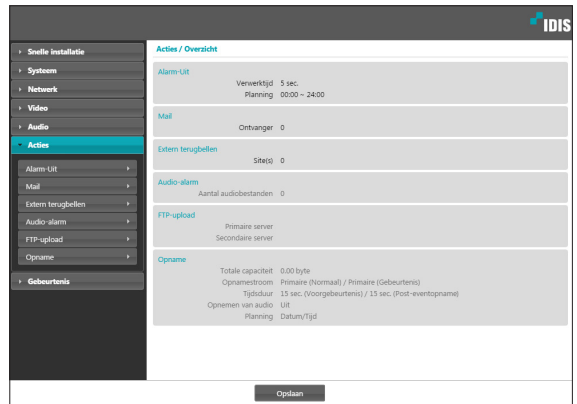 IDIS
Snelle installatie
Systeem
Netwerk
Video
Audio
Acties
Alarm-Uit
Mail
Extern terugbellen
Audio-alarm
FTP-upload
Opname
Gebeurtenis
Acties / Overzicht
Alarm-Uit
Verwerktijd 5 sec.
Planning 00:00 ~ 24:00
Mail
Ontvanger 0
Extern terugbellen
Site(s) 0
Audio-alarm
Aantal audiobestanden 0
FTP-upload
Primaire server
Secondaire server
Opname
Totale capaciteit 0.00 byte
Opnamestroom Primaire (Normaal) / Primaire (Gebeurtenis)
Tijdsduur 15 sec. (Voorgebeurtenis) / 15 sec. (Post-eventopname)
Opnemen van audio Uit
Planning Datum/Tijd
Opslaan